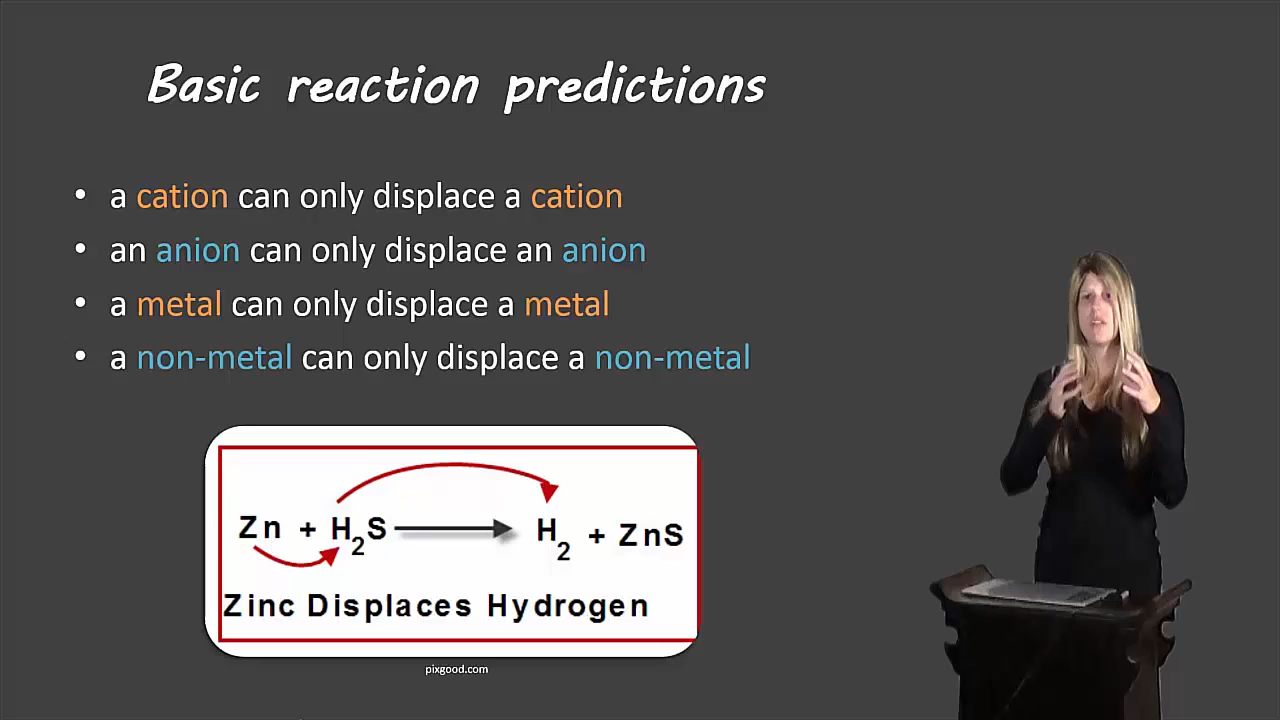 Basic reaction predictions
• a cation can only displace a cation
• an anion can only displace an anion
• a metal can only displace a metal
• a non-metal can only displace a non-metal
Zn + H₂S → H₂ + ZnS
Zinc Displaces Hydrogen
pixgood.com